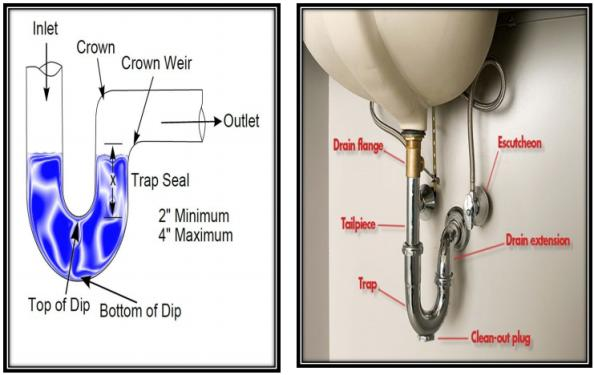 Inlet
Crown
Crown Weir
Outlet
X
Trap Seal
2" Minimum
4" Maximum
Top of Dip
Bottom of Dip
Drain flange
Escutcheon
Tailpiece
Drain extension
Trap
Clean-out plug